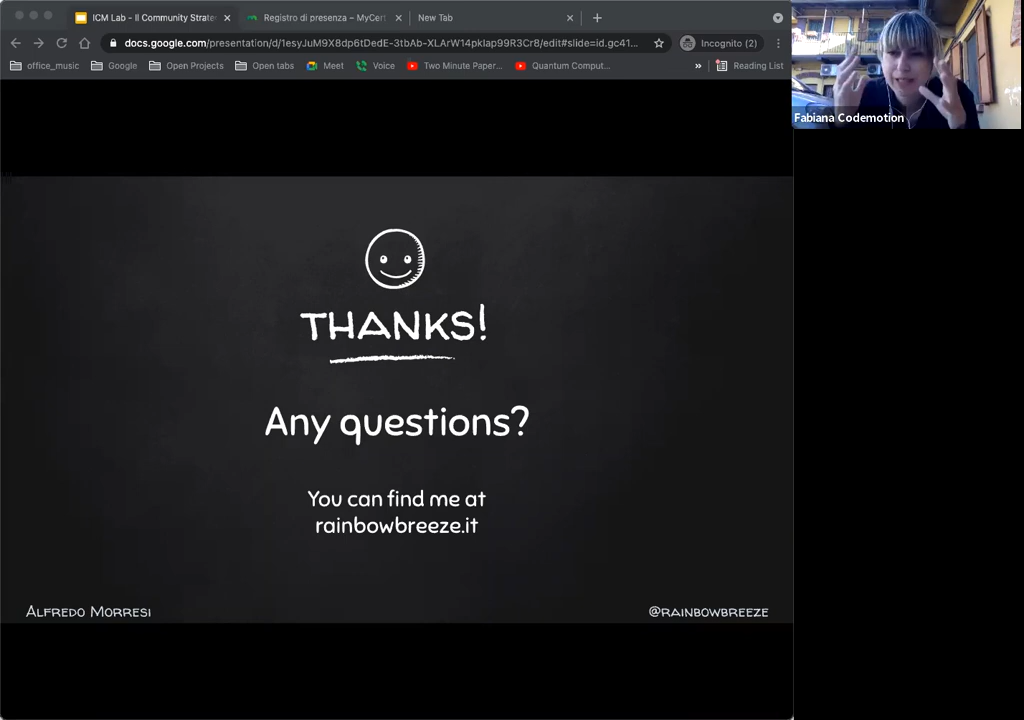 ICM Lab - Il Community Strate
Registro di presenza – MyCert
New Tab
docs.google.com/presentation/d/1esyJuM9X8dp6tDedE-3tbAb-XLArW14pkIap99R3Cr8/edit#slide=id.gc41...
Incognito (2)
office_music
Google
Open Projects
Open tabs
Meet
Voice
Two Minute Paper...
Quantum Comput...
»
Reading List
Fabiana Codemotion
THANKS!
Any questions?
You can find me at
rainbowbreeze.it
Alfredo Morresi
@rainbowbreeze